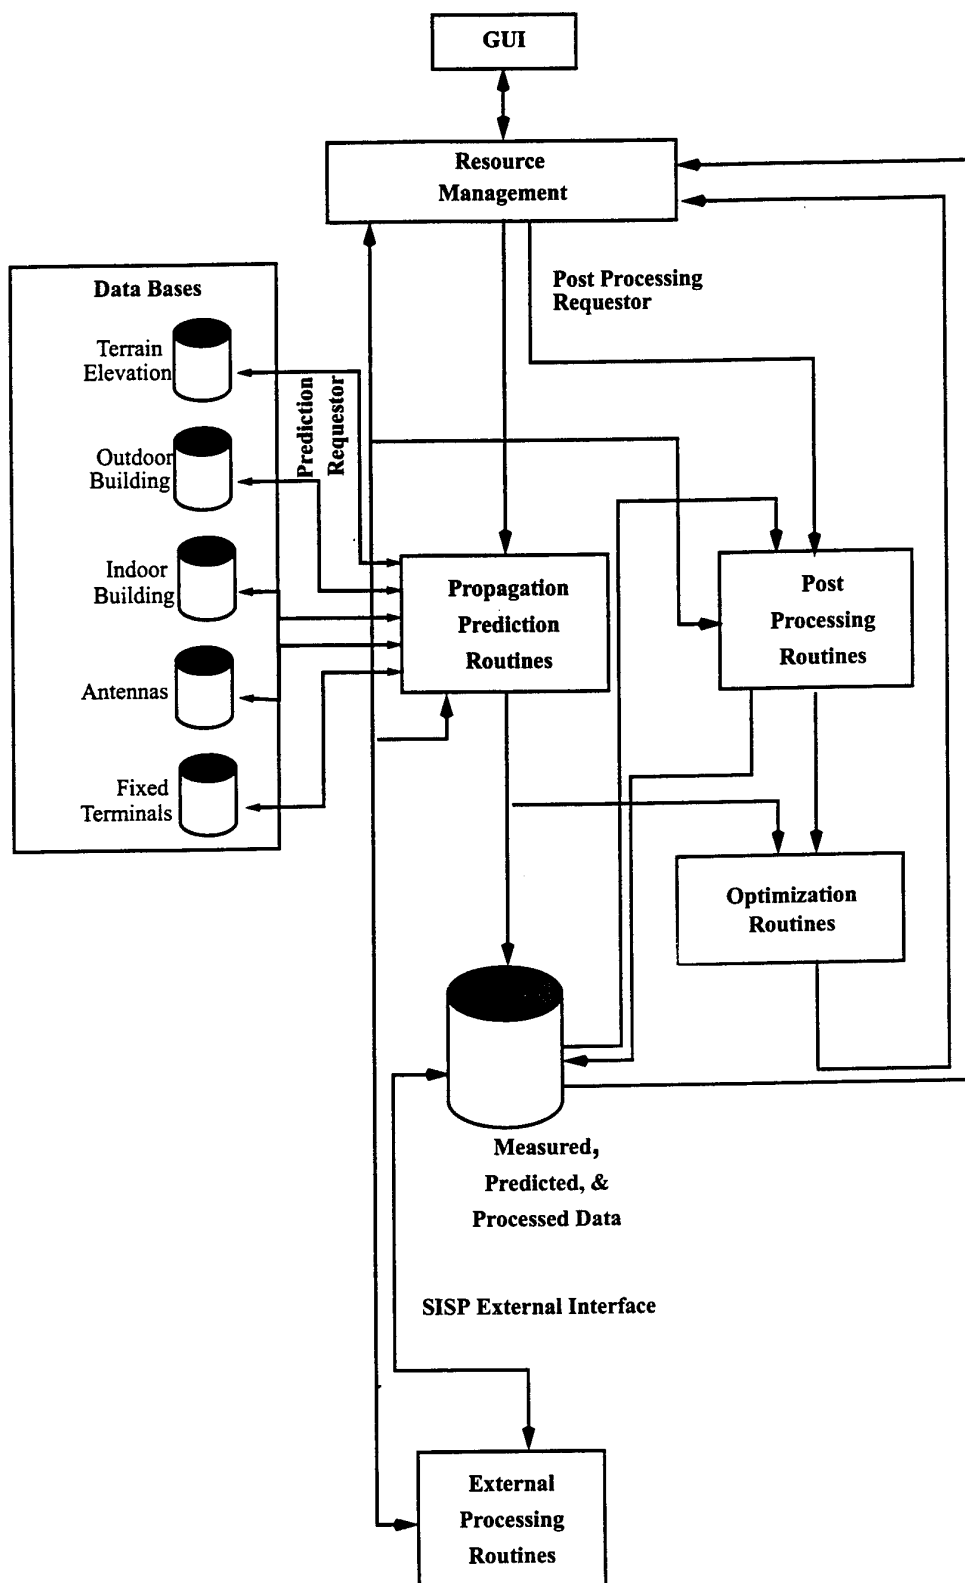 GUI
Resource
Management
Post Processing
Requestor
Data Bases
Terrain
Elevation
Outdoor
Building
Indoor
Building
Antennas
Fixed
Terminals
Prediction
Requestor
Propagation
Prediction
Routines
Post
Processing
Routines
Optimization
Routines
Measured,
Predicted, &
Processed Data
SISP External Interface
External
Processing
Routines